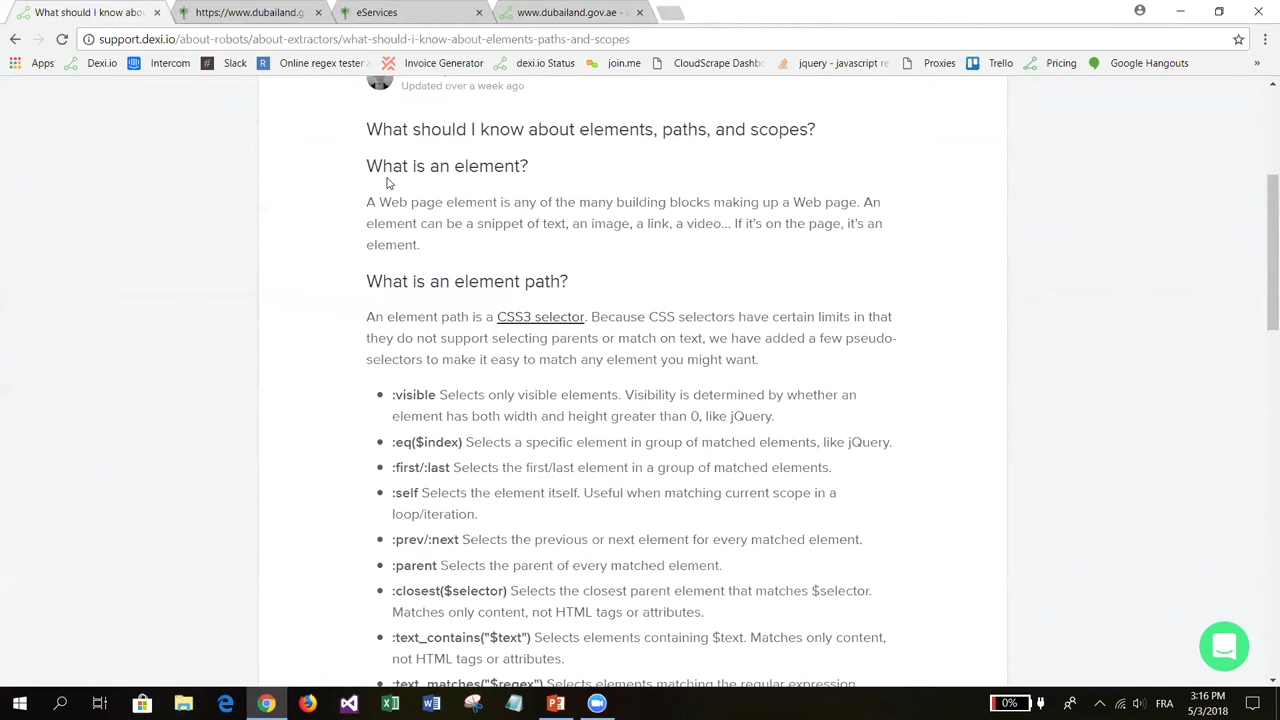 What should I know abou
https://www.dubailand.g
eServices
www.dubailand.gov.ae -
support.dexi.io/about-robots/about-extractors/what-should-i-know-about-elements-paths-and-scopes
Apps
Dexi.io
Intercom
Slack
Online regex tester
Invoice Generator
dexi.io Status
join.me
CloudScrape Dashbo
jquery - javascript re
Proxies
Trello
Pricing
Google Hangouts
»
Updated over a week ago
What should I know about elements, paths, and scopes?
What is an element?
A Web page element is any of the many building blocks making up a Web page. An
element can be a snippet of text, an image, a link, a video... If it's on the page, it's an
element.
What is an element path?
An element path is a CSS3 selector. Because CSS selectors have certain limits in that
they do not support selecting parents or match on text, we have added a few pseudo-
selectors to make it easy to match any element you might want.
:visible Selects only visible elements. Visibility is determined by whether an
element has both width and height greater than 0, like jQuery.
:eq($index) Selects a specific element in group of matched elements, like jQuery.
:first/:last Selects the first/last element in a group of matched elements.
:self Selects the element itself. Useful when matching current scope in a
loop/iteration.
:prev/:next Selects the previous or next element for every matched element.
:parent Selects the parent of every matched element.
:closest($selector) Selects the closest parent element that matches $selector.
Matches only content, not HTML tags or attributes.
:text_contains("$text") Selects elements containing $text. Matches only content,
not HTML tags or attributes.
:text_matches("$regex") Selects elements matching the regular expression
0%
FRA
3:16 PM
5/3/2018